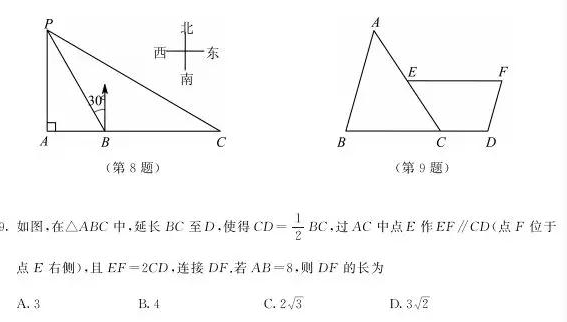 P
北
西 东
南
30°
A B C
(第 8 题)
A
E F
B C D
(第 9 题)
9. 如图,在△ABC 中,延长 BC 至 D,使得 CD=\frac{1}{2}BC,过 AC 中点 E 作 EF∥CD(点 F 位于
点 E 右侧),且 EF=2CD,连接 DF.若 AB=8,则 DF 的长为
A. 3 B. 4 C. 2√3 D. 3√2